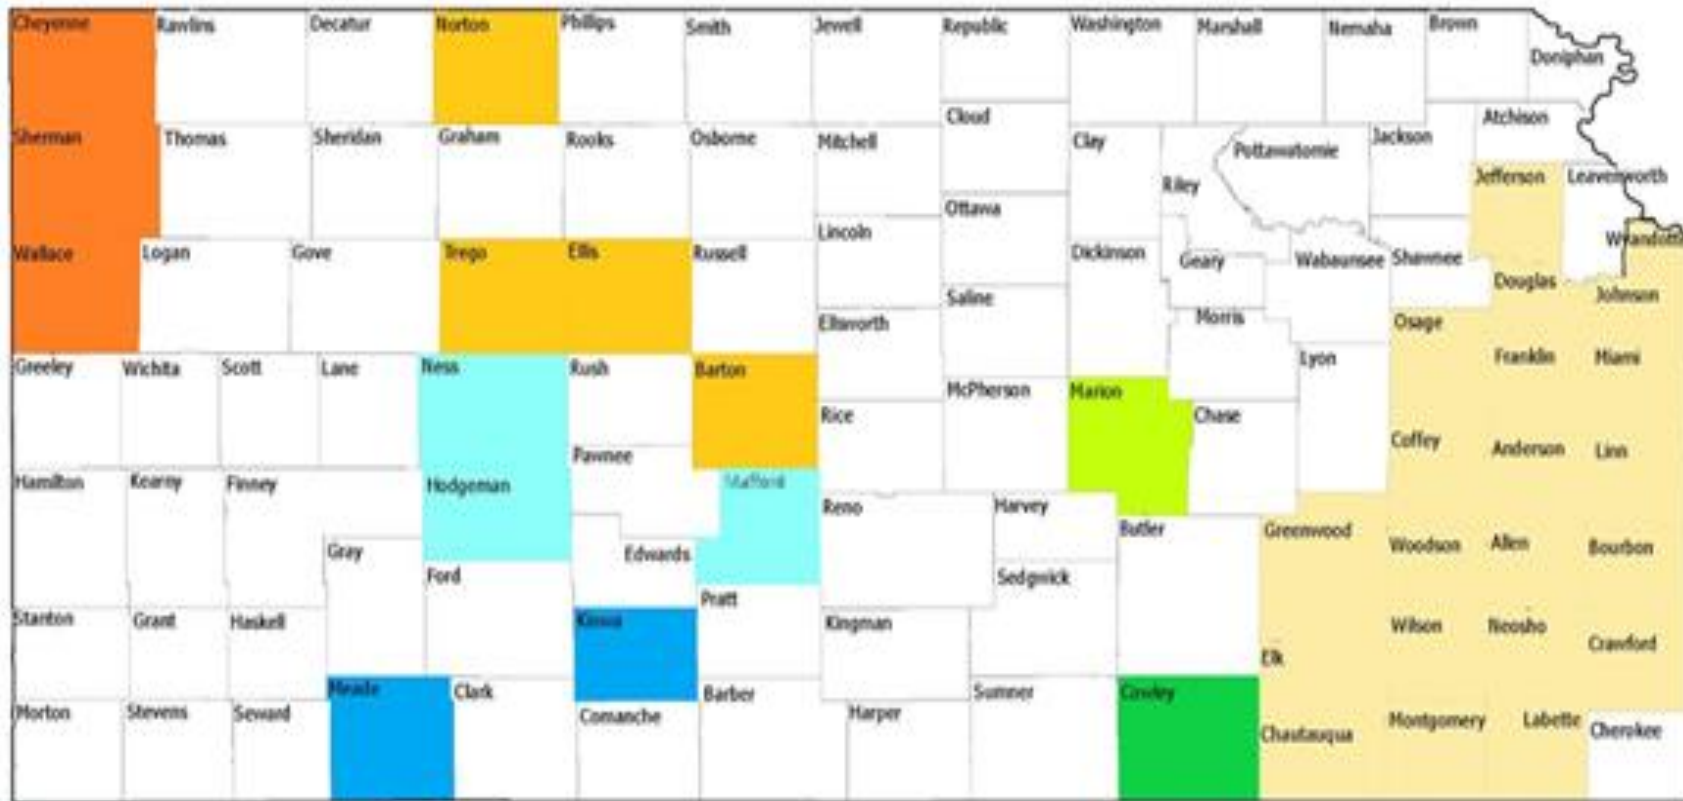 Cheyenne Rawlins Decatur Norton Phillips Smith Jewell Republic Washington Marshall Nemaha Brown
Doniphan
Cloud Atchison
Sherman Thomas Sheridan Graham Rooks Osborne Mitchell Clay Pottawatomie Jackson
Riley Jefferson Leavenworth
Ottawa
Lincoln Wyandott
Wallace Logan Gove Trego Ellis Russell Dickinson Geary Wabaunsee Shawnee
Saline Douglas Johnson
Ellsworth Morris Osage
Greeley Wichita Scott Lane Ness Rush Barton Lyon Franklin Miami
McPherson Marion
Rice Chase
Pawnee Coffey Anderson Linn
Hamilton Kearny Finney Hodgeman Stafford
Reno Harvey
Butler Greenwood
Gray Edwards Woodson Allen Bourbon
Ford Sedgwick
Pratt
Stanton Grant Haskell Kiowa Kingman Wilson Neosho
Crawford
Elk
Meade Clark Barber Sumner Cowley
Morton Stevens Seward Comanche Harper Montgomery Labette
Chautauqua Cherokee